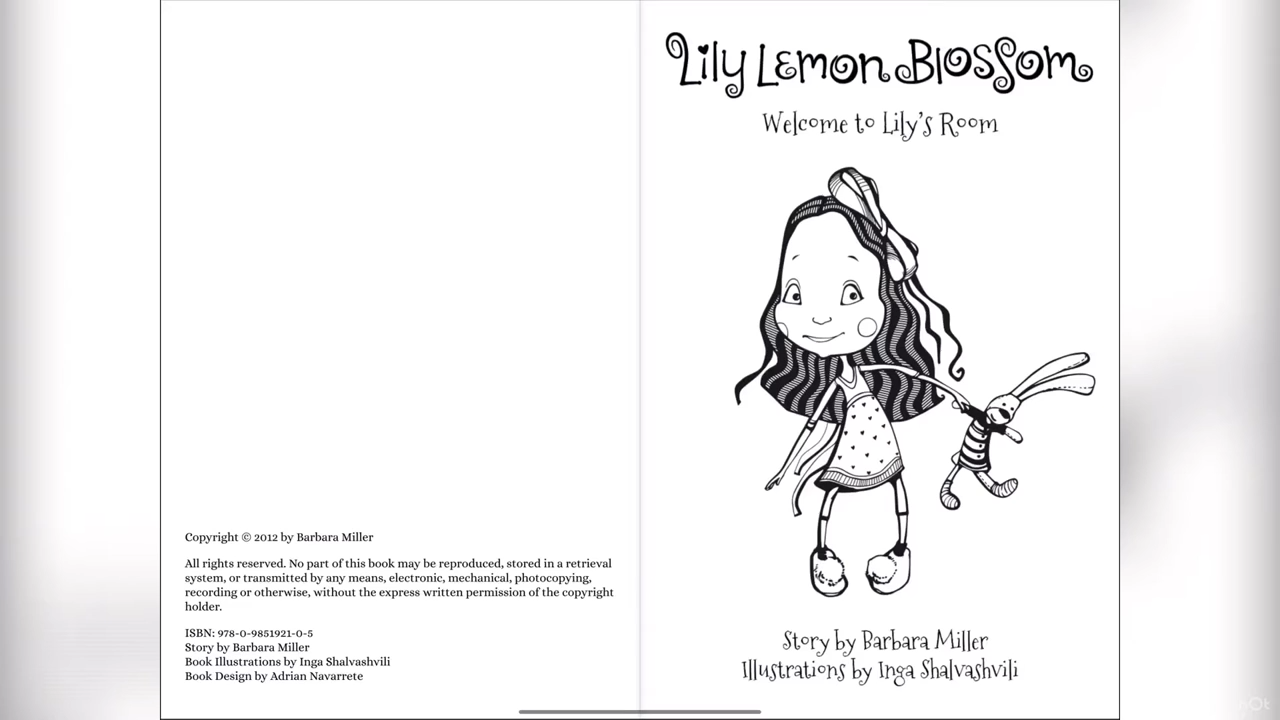 Copyright © 2012 by Barbara Miller
All rights reserved. No part of this book may be reproduced, stored in a retrieval
system, or transmitted by any means, electronic, mechanical, photocopying,
recording or otherwise, without the express written permission of the copyright
holder.
ISBN: 978-0-9851921-0-5
Story by Barbara Miller
Book Illustrations by Inga Shalvashvili
Book Design by Adrian Navarrete
Lily Lemon Blossom
Welcome to Lily's Room
Story by Barbara Miller
Illustrations by Inga Shalvashvili